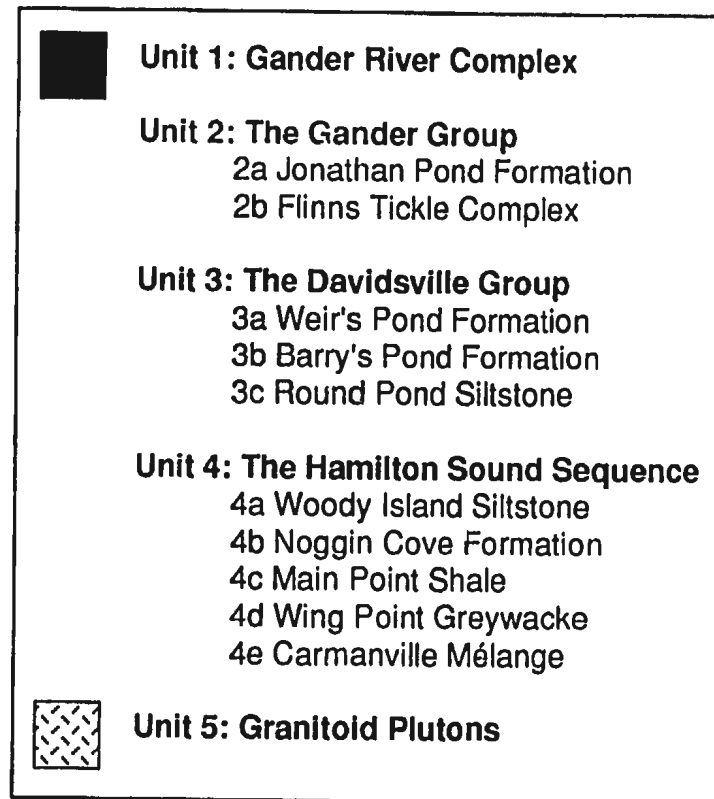 Unit 1: Gander River Complex
Unit 2: The Gander Group
2a Jonathan Pond Formation
2b Flinns Tickle Complex
Unit 3: The Davidsville Group
3a Weir's Pond Formation
3b Barry's Pond Formation
3c Round Pond Siltstone
Unit 4: The Hamilton Sound Sequence
4a Woody Island Siltstone
4b Noggin Cove Formation
4c Main Point Shale
4d Wing Point Greywacke
4e Carmanville Mélange
Unit 5: Granitoid Plutons